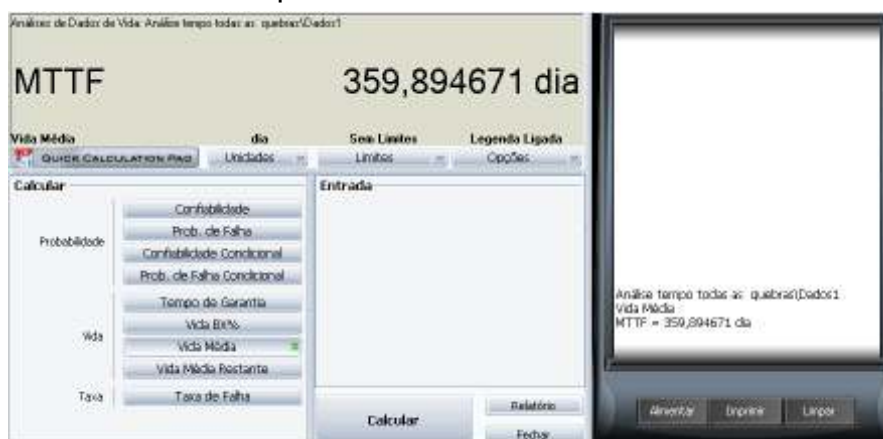 Análises de Dados de Vida: Análise tempo todas as quebras\Dados1
MTTF 359,894671 dia
Vida Média dia Sem Limites Legenda Ligada
QUICK CALCULATION PAD Unidades Limites Opções
Calcular Entrada
Confiabilidade
Prob. de Falha
Probabilidade
Confiabilidade Condicional
Prob. de Falha Condicional
Tempo de Garantia
Vida BX%
Vida
Vida Média
Vida Média Restante
Taxa Taxa de Falha
Calcular
Relatório
Fechar
Análise tempo todas as quebras\Dados1
Vida Média
MTTF = 359,894671 dia
Alimentar Imprimir Limpar